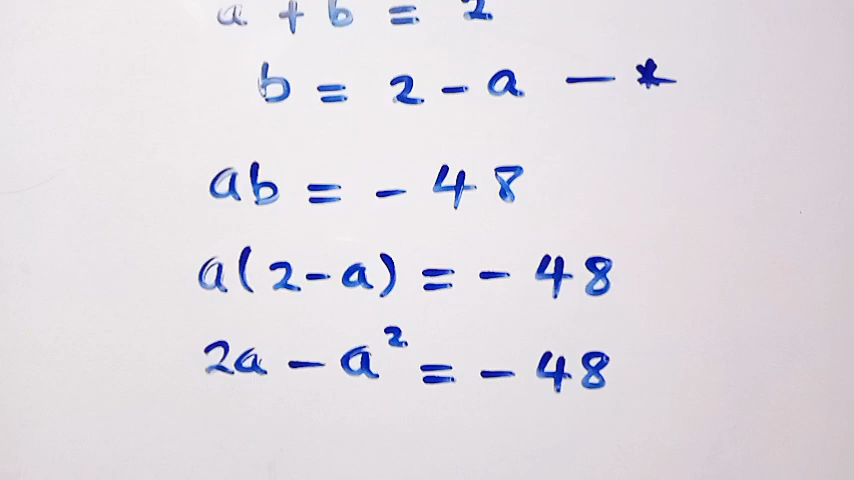 a + b = 2
b = 2 - a — *
ab = - 48
a(2-a) = - 48
2a - a² = - 48